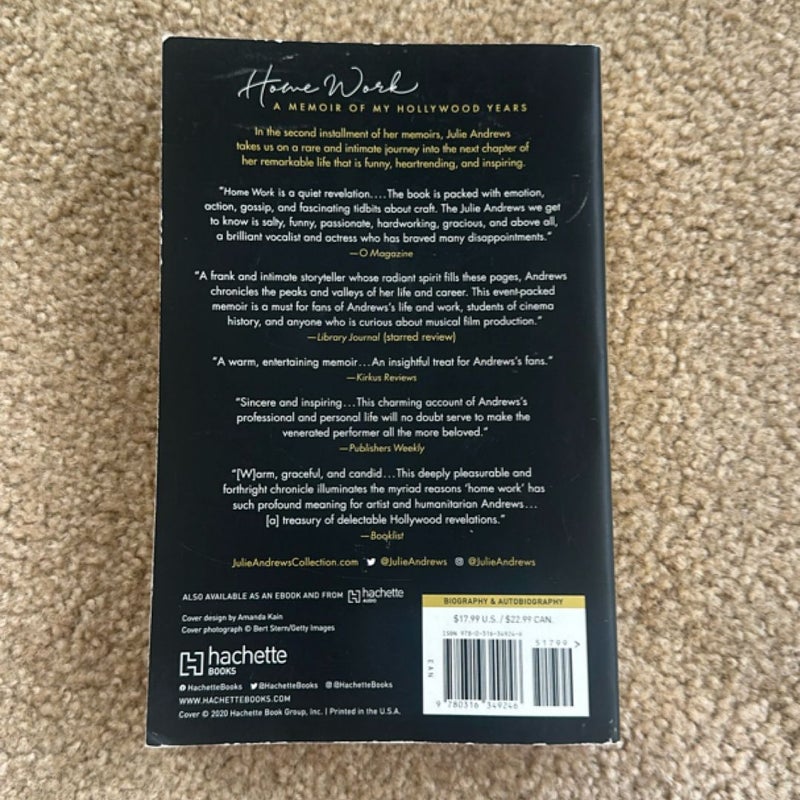 Home Work
A MEMOIR OF MY HOLLYWOOD YEARS
In the second installment of her memoirs, Julie Andrews
takes us on a rare and intimate journey into the next chapter of
her remarkable life that is funny, heartrending, and inspiring.
"Home Work is a quiet revelation....The book is packed with emotion,
action, gossip, and fascinating tidbits about craft. The Julie Andrews we get
to know is salty, funny, passionate, hardworking, gracious, and above all,
a brilliant vocalist and actress who has braved many disappointments."
—O Magazine
"A frank and intimate storyteller whose radiant spirit fills these pages, Andrews
chronicles the peaks and valleys of her life and career. This event-packed
memoir is a must for fans of Andrews's life and work, students of cinema
history, and anyone who is curious about musical film production."
—Library Journal (starred review)
"A warm, entertaining memoir...An insightful treat for Andrews's fans."
—Kirkus Reviews
"Sincere and inspiring...This charming account of Andrews's
professional and personal life will no doubt serve to make the
venerated performer all the more beloved."
—Publishers Weekly
"[W]arm, graceful, and candid...This deeply pleasurable and
forthright chronicle illuminates the myriad reasons 'home work' has
such profound meaning for artist and humanitarian Andrews...
[a] treasury of delectable Hollywood revelations."
—Booklist
JulieAndrewsCollection.com @JulieAndrews @JulieAndrews
ALSO AVAILABLE AS AN EBOOK AND FROM hachette AUDIO
Cover design by Amanda Kain
Cover photograph © Bert Stern/Getty Images
hachette
BOOKS
HachetteBooks @HachetteBooks @HachetteBooks
WWW.HACHETTEBOOKS.COM
Cover © 2020 Hachette Book Group, Inc. | Printed in the U.S.A.
BIOGRAPHY & AUTOBIOGRAPHY
$17.99 U.S. / $22.99 CAN.
ISBN 978-0-316-34924-6
51799 >
EAN
9 780316 349246